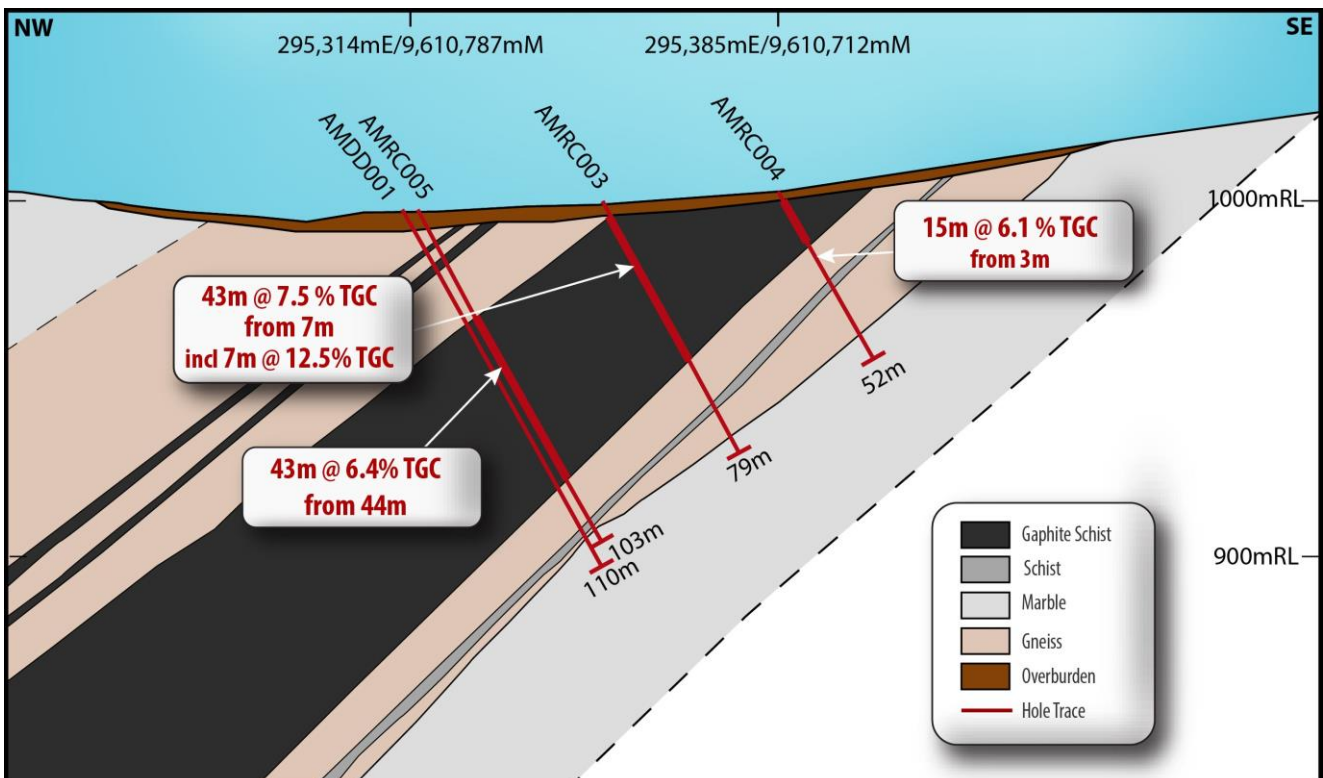 NW
SE
295,314mE/9,610,787mM
295,385mE/9,610,712mM
AMDD001
AMRC005
AMRC003
AMRC004
1000mRL
15m @ 6.1 % TGC
from 3m
43m @ 7.5 % TGC
from 7m
incl 7m @ 12.5% TGC
52m
43m @ 6.4% TGC
from 44m
79m
103m
110m
900mRL
Gaphite Schist
Schist
Marble
Gneiss
Overburden
Hole Trace